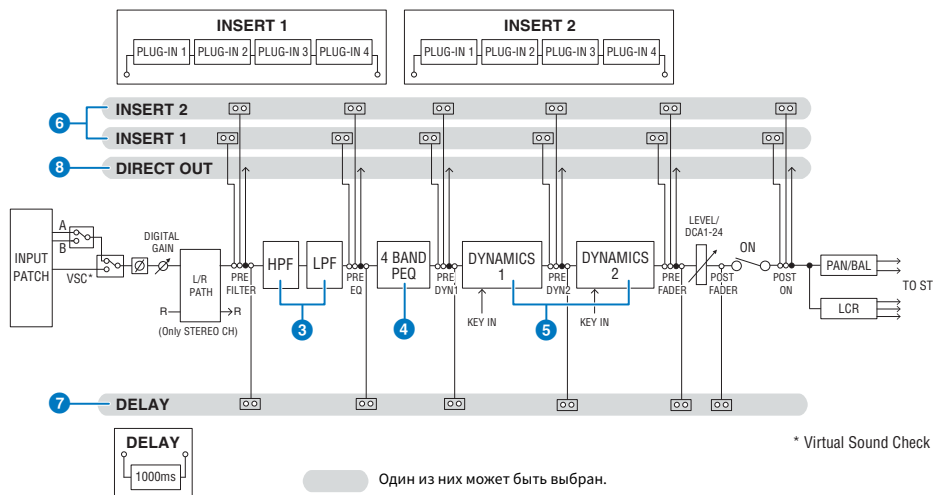 INSERT 1
PLUG-IN 1 PLUG-IN 2 PLUG-IN 3 PLUG-IN 4
INSERT 2
PLUG-IN 1 PLUG-IN 2 PLUG-IN 3 PLUG-IN 4
6
INSERT 2
INSERT 1
8
DIRECT OUT
INPUT
PATCH
A
B
VSC*
Ø
DIGITAL
GAIN
L/R
PATH
R
R
(Only STEREO CH)
PRE
FILTER
HPF
LPF
3
PRE
EQ
4 BAND
PEQ
4
PRE
DYN1
DYNAMICS
1
KEY IN
PRE
DYN2
DYNAMICS
2
KEY IN
5
PRE
FADER
LEVEL/
DCA1-24
POST
FADER
ON
POST
ON
PAN/BAL
LCR
TO ST
7
DELAY
DELAY
1000ms
* Virtual Sound Check
Один из них может быть выбран.